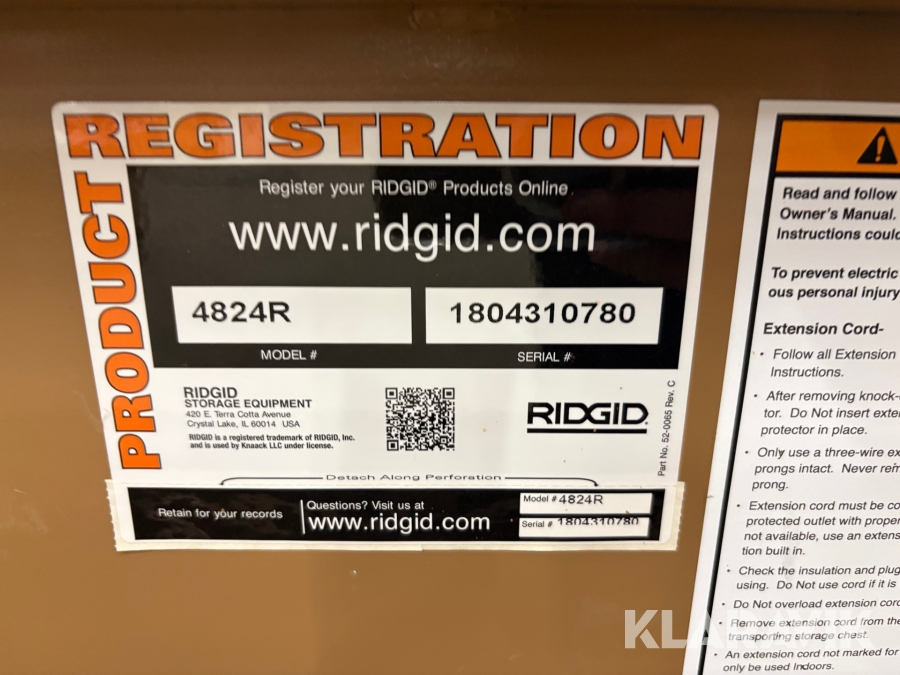 PRODUCT
REGISTRATION
Register your RIDGID® Products Online
www.ridgid.com
4824R
1804310780
MODEL #
SERIAL #
RIDGID
STORAGE EQUIPMENT
420 E. Terra Cotta Avenue
Crystal Lake, IL 60014 USA
RIDGID is a registered trademark of RIDGID, Inc.
and is used by Knaack LLC under license.
RIDGID
Part No. 52-0065 Rev. C
Detach Along Perforation
Retain for your records
Questions? Visit us at
www.ridgid.com
Model # 4824R
Serial # 1804310780
Read and follow
Owner's Manual.
Instructions could
To prevent electric
ous personal injury
Extension Cord-
• Follow all Extension
Instructions.
• After removing knock-
tor. Do Not insert exte
protector in place.
• Only use a three-wire ex
prongs intact. Never rem
prong.
• Extension cord must be co
protected outlet with proper
not available, use an extens
tion built in.
• Check the insulation and plug
using. Do Not use cord if it is
• Do Not overload extension cord
• Remove extension cord from the
transporting storage chest.
• An extension cord not marked for
only be used Indoors.